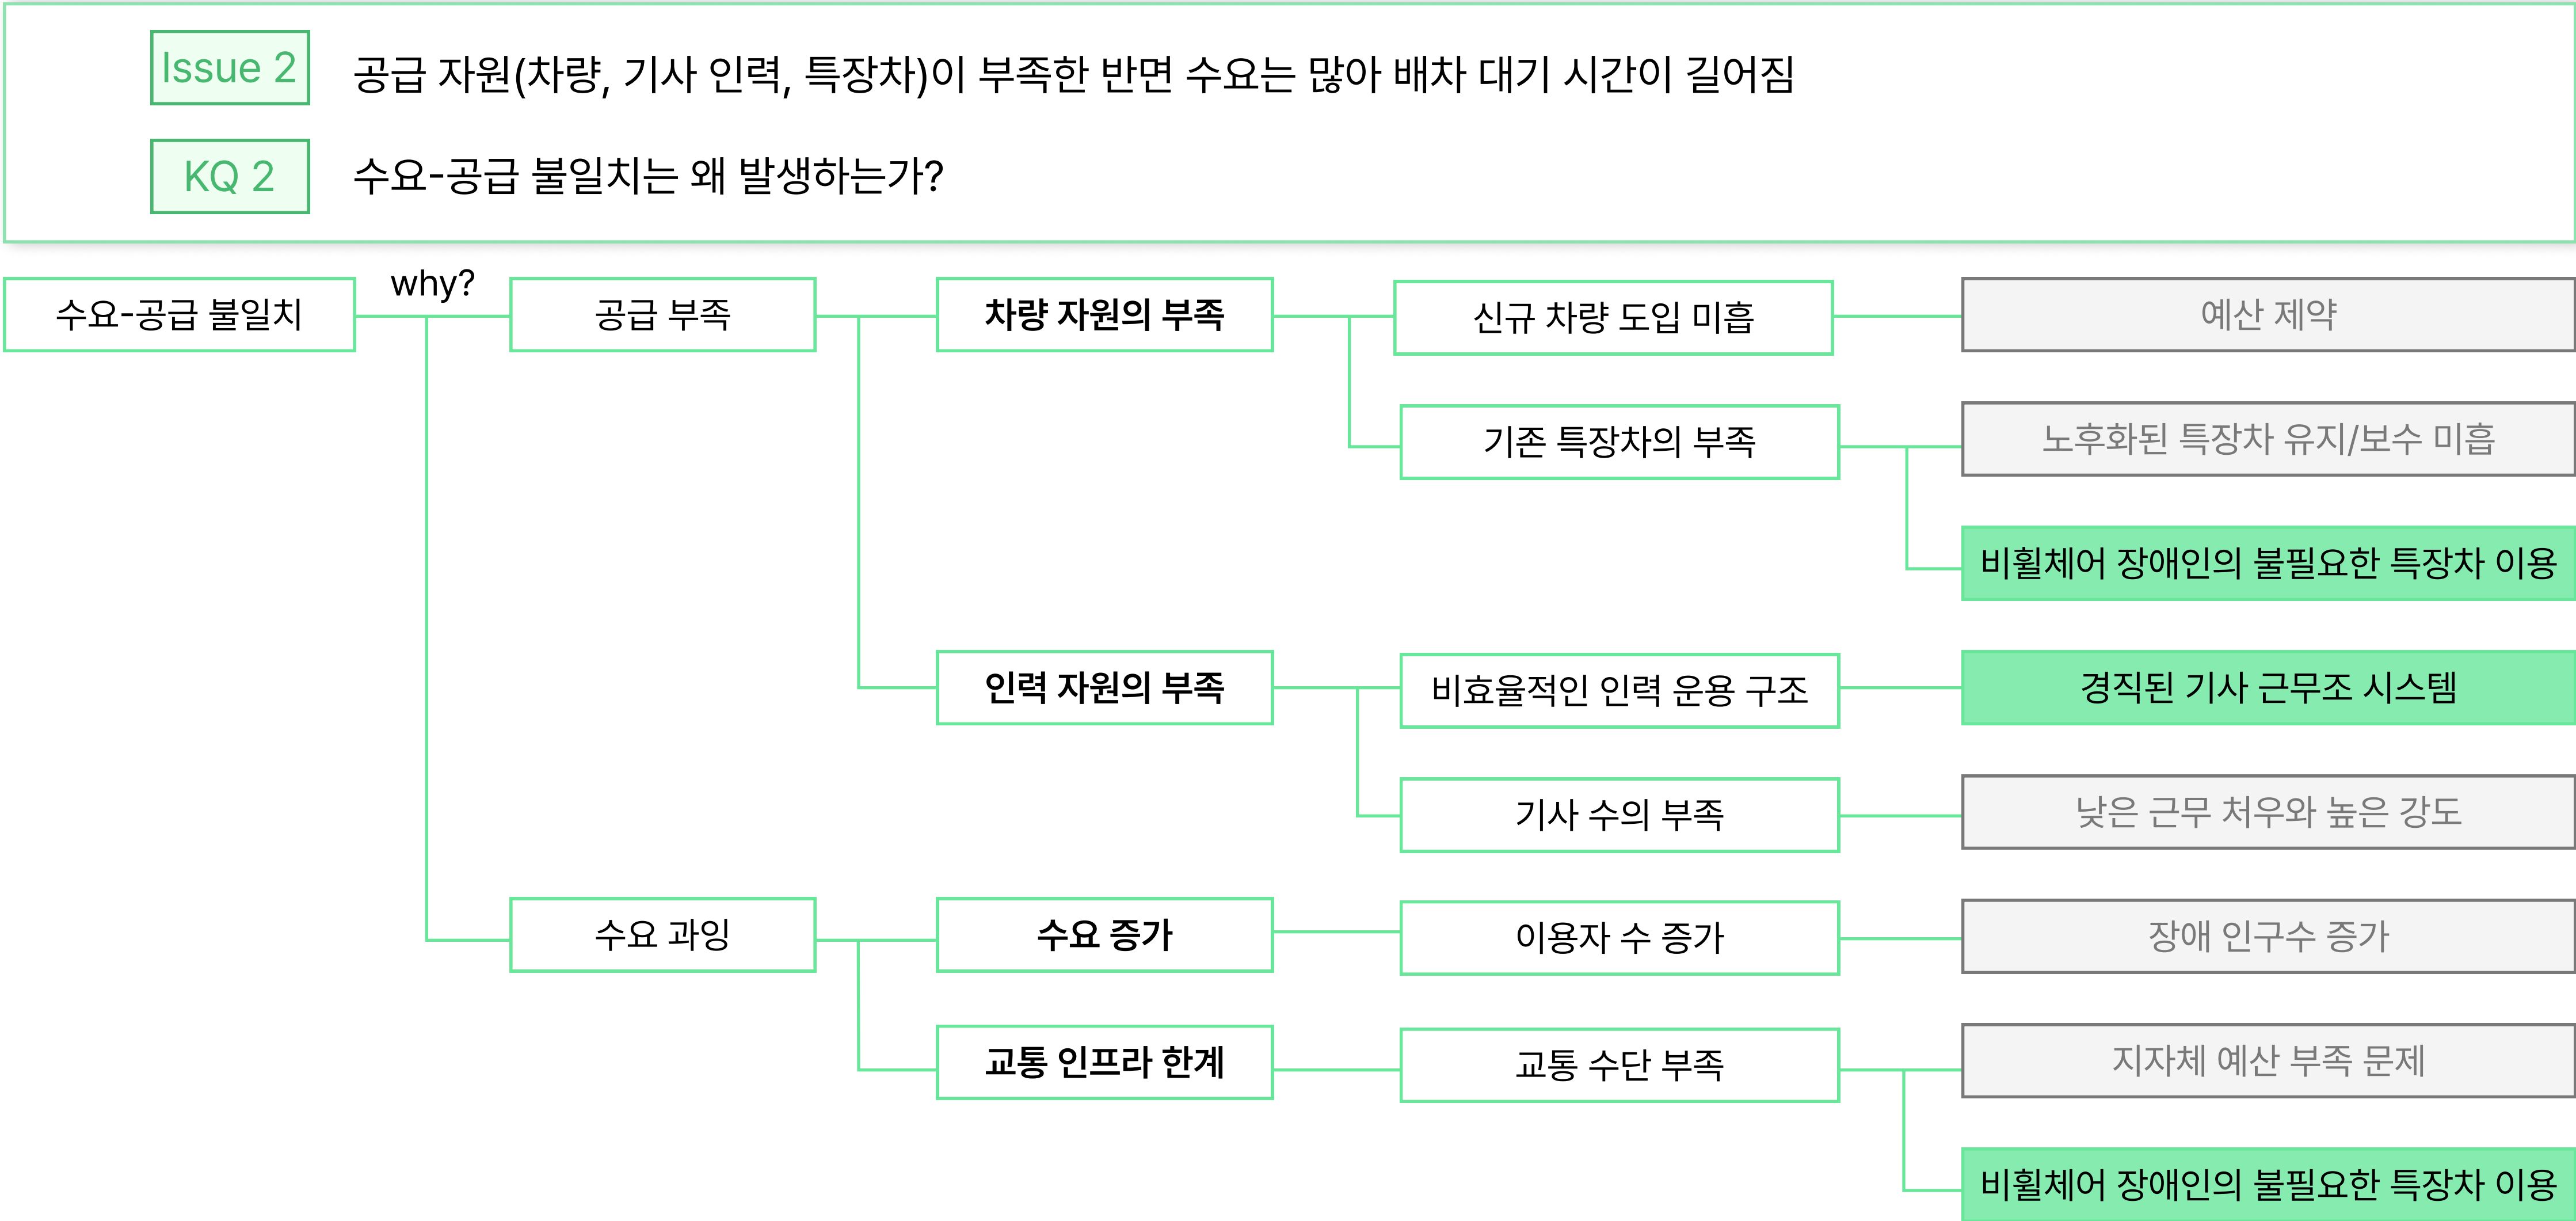 Issue 2
공급 자원(차량, 기사 인력, 특장차)이 부족한 반면 수요는 많아 배차 대기 시간이 길어짐
KQ 2
수요-공급 불일치는 왜 발생하는가?
수요-공급 불일치
why?
공급 부족
차량 자원의 부족
신규 차량 도입 미흡
예산 제약
기존 특장차의 부족
노후화된 특장차 유지/보수 미흡
비휠체어 장애인의 불필요한 특장차 이용
인력 자원의 부족
비효율적인 인력 운용 구조
경직된 기사 근무조 시스템
기사 수의 부족
낮은 근무 처우와 높은 강도
수요 과잉
수요 증가
이용자 수 증가
장애 인구수 증가
교통 인프라 한계
교통 수단 부족
지자체 예산 부족 문제
비휠체어 장애인의 불필요한 특장차 이용